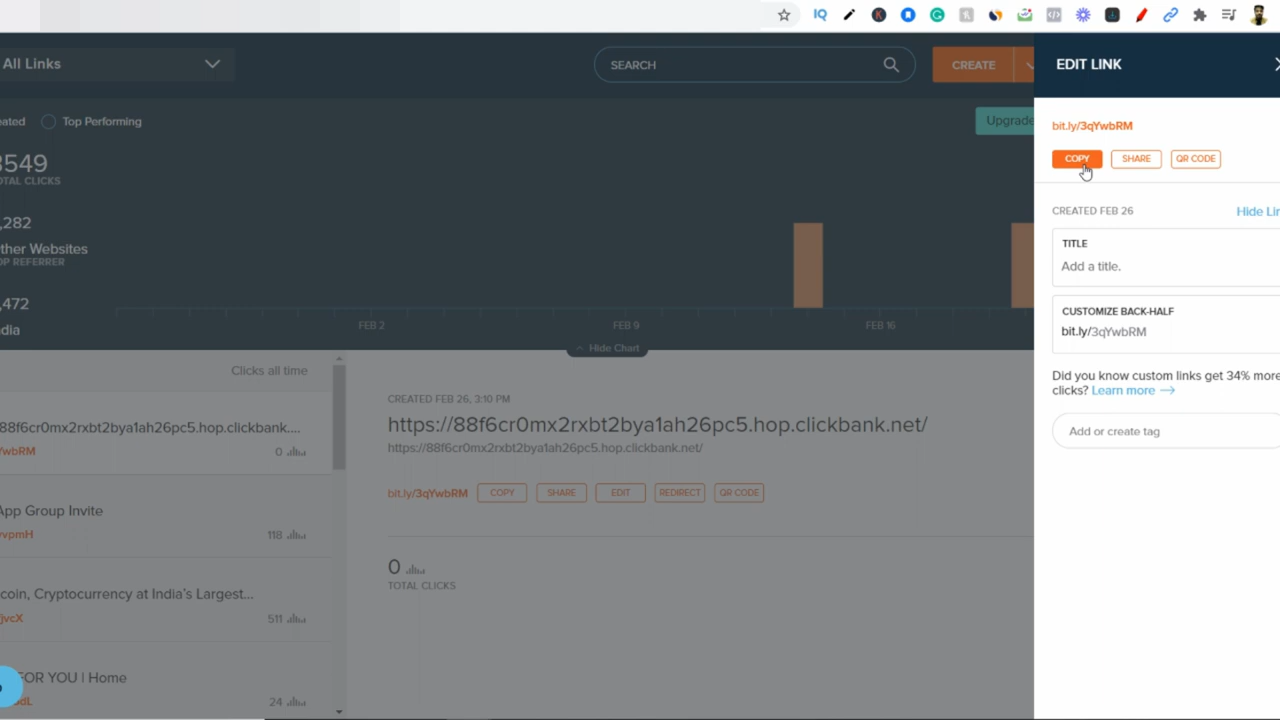 All Links
SEARCH
CREATE
EDIT LINK
eated
Top Performing
Upgrade
bit.ly/3qYwbRM
COPY
SHARE
QR CODE
3549
OTAL CLICKS
,282
ther Websites
OP REFERRER
,472
dia
FEB 2
FEB 9
FEB 16
Hide Chart
CREATED FEB 26
Hide Lin
TITLE
Add a title.
CUSTOMIZE BACK-HALF
bit.ly/3qYwbRM
Did you know custom links get 34% more
clicks? Learn more
Add or create tag
Clicks all time
88f6cr0mx2rxbt2bya1ah26pc5.hop.clickbank....
YwbRM
0
App Group Invite
vvpmH
118
coin, Cryptocurrency at India's Largest...
jvcX
511
FOR YOU | Home
dL
24
CREATED FEB 26, 3:10 PM
https://88f6cr0mx2rxbt2bya1ah26pc5.hop.clickbank.net/
https://88f6cr0mx2rxbt2bya1ah26pc5.hop.clickbank.net/
bit.ly/3qYwbRM
COPY
SHARE
EDIT
REDIRECT
QR CODE
0
TOTAL CLICKS